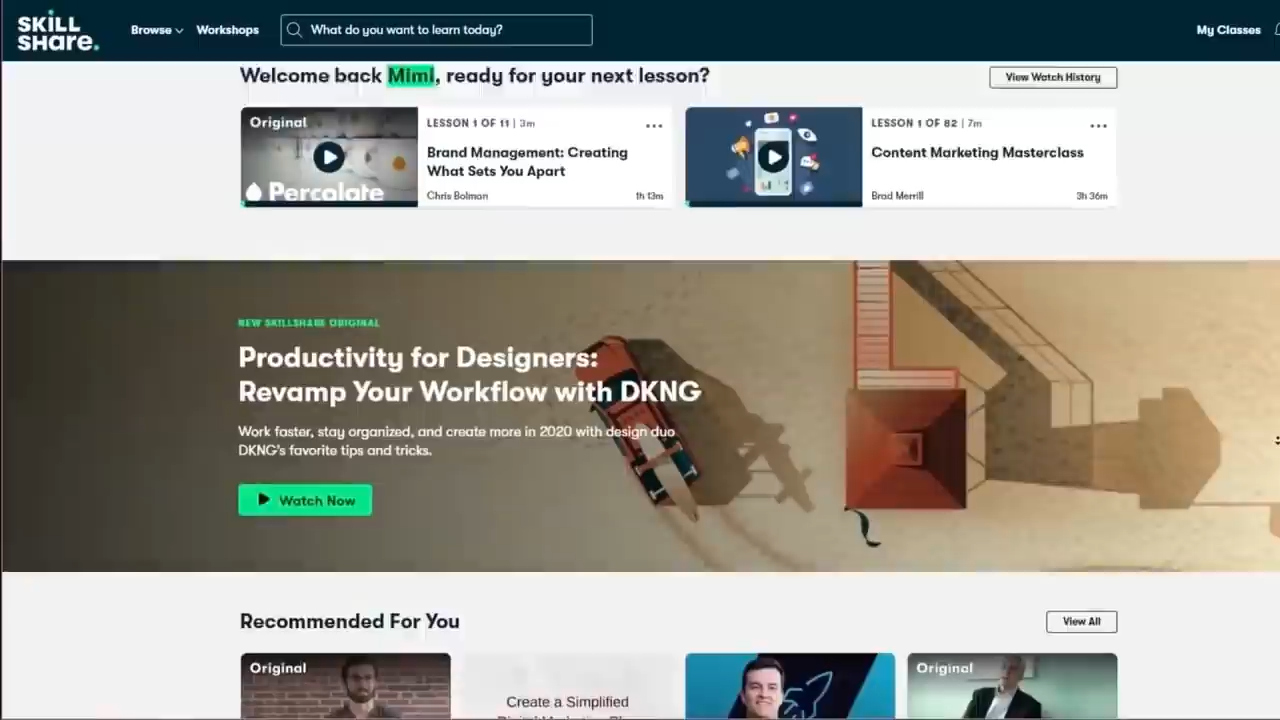 SKILL
SHare.
Browse
Workshops
What do you want to learn today?
My Classes
Welcome back Mimi, ready for your next lesson?
View Watch History
Original
Percolate
LESSON 1 OF 11 | 3m
Brand Management: Creating
What Sets You Apart
Chris Bolman
1h 13m
LESSON 1 OF 82 | 7m
Content Marketing Masterclass
Brad Merrill
3h 36m
NEW SKILLSHARE ORIGINAL
Productivity for Designers:
Revamp Your Workflow with DKNG
Work faster, stay organized, and create more in 2020 with design duo
DKNG's favorite tips and tricks.
Watch Now
Recommended For You
View All
Original
Create a Simplified
Original